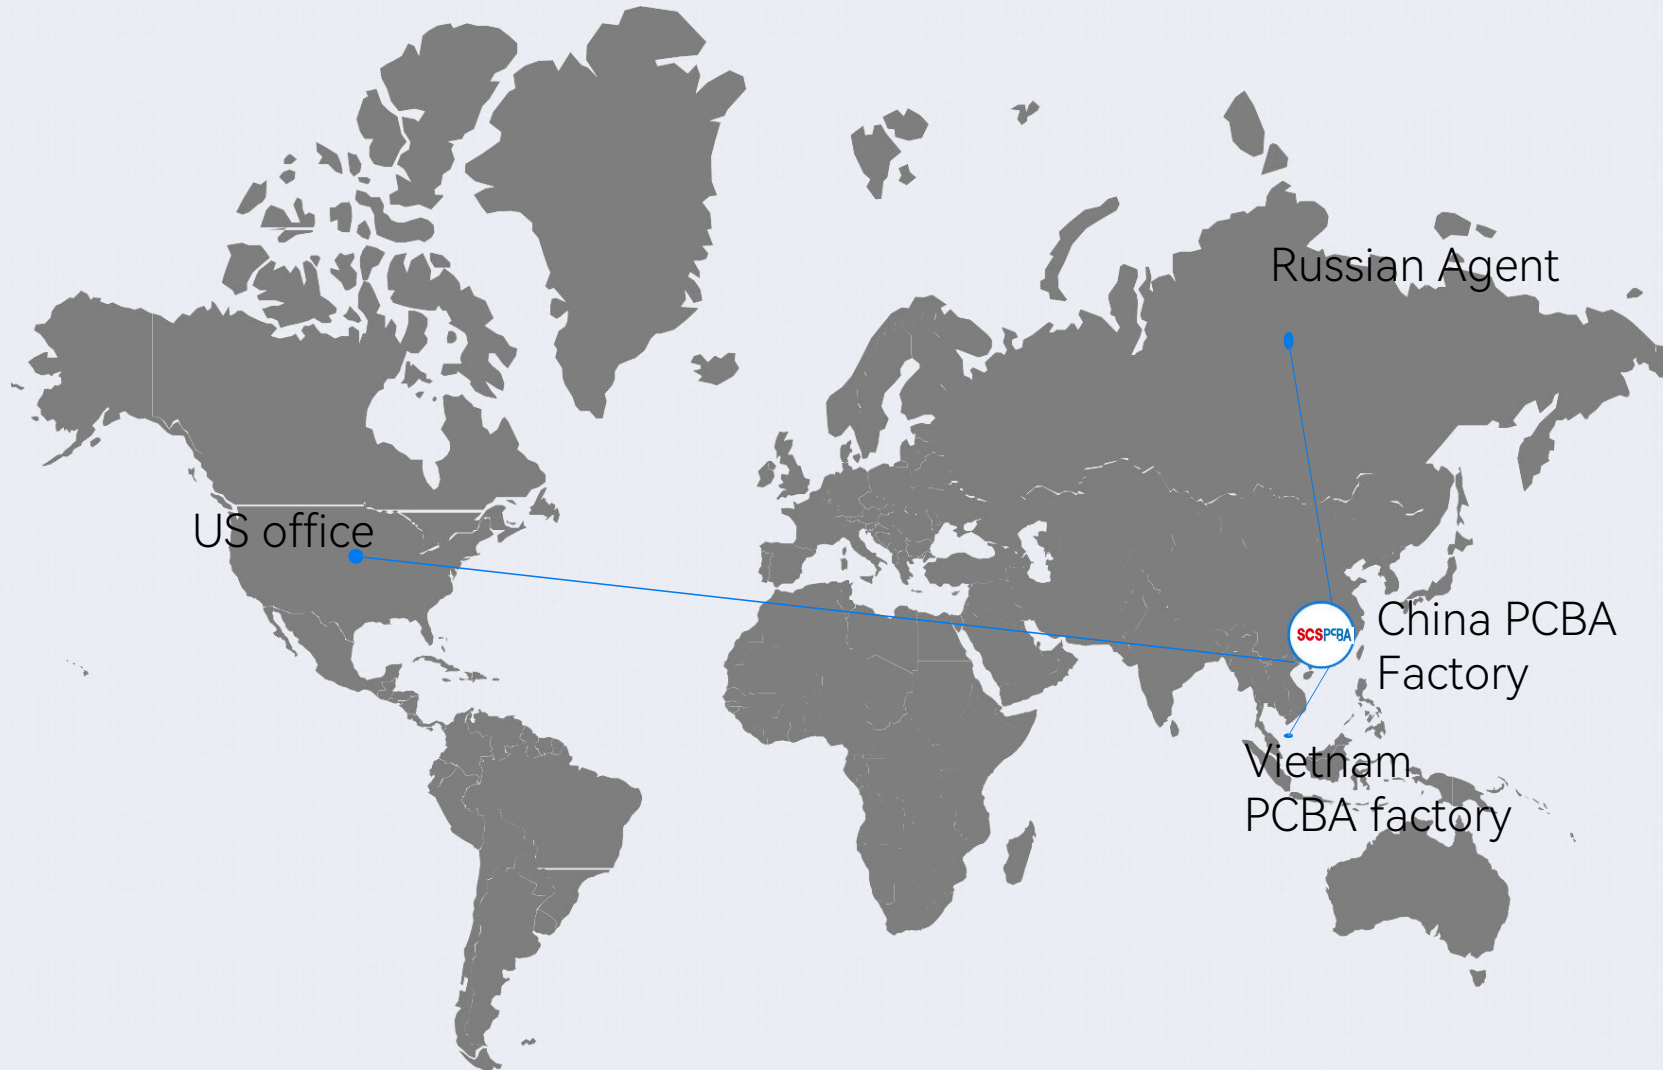 Russian Agent
US office
SCSPCBA
China PCBA
Factory
Vietnam
PCBA factory